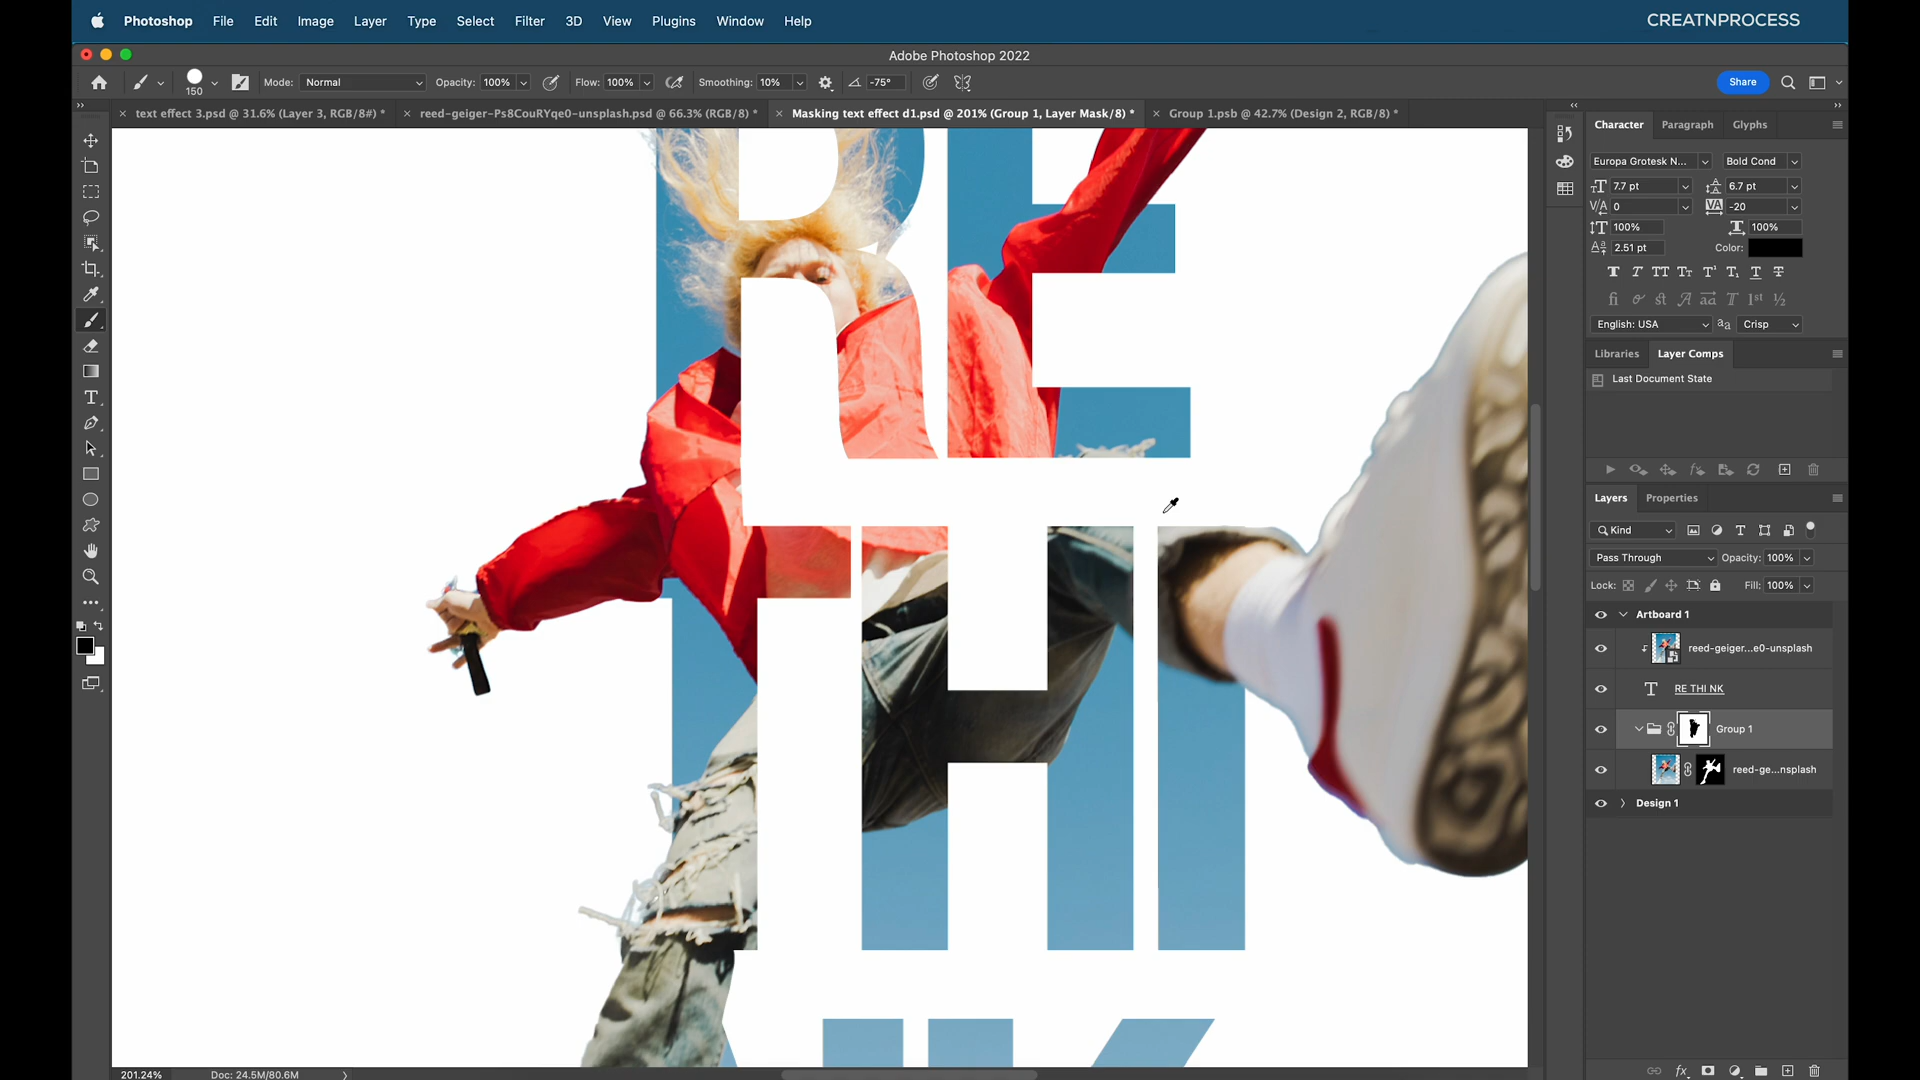 Photoshop File Edit Image Layer Type Select Filter 3D View Plugins Window Help CREATNPROCESS
Adobe Photoshop 2022
150 Mode: Normal Opacity: 100% Flow: 100% Smoothing: 10% -75° Share
text effect 3.psd @ 31.6% (Layer 3, RGB/8#) * reed-geiger-Ps8CouRYqe0-unsplash.psd @ 66.3% (RGB/8) * Masking text effect d1.psd @ 201% (Group 1, Layer Mask/8) * Group 1.psb @ 42.7% (Design 2, RGB/8) *
Character Paragraph Glyphs
Europa Grotesk N... Bold Cond
7.7 pt 6.7 pt
0 -20
100% 100%
2.51 pt Color:
English: USA Crisp
Libraries Layer Comps
Last Document State
Layers Properties
Kind
Pass Through Opacity: 100%
Lock: Fill: 100%
Artboard 1
reed-geiger...e0-unsplash
RE THI NK
Group 1
reed-ge...nsplash
Design 1
RE
THI
NK
201.24% Doc: 24.5M/80.6M